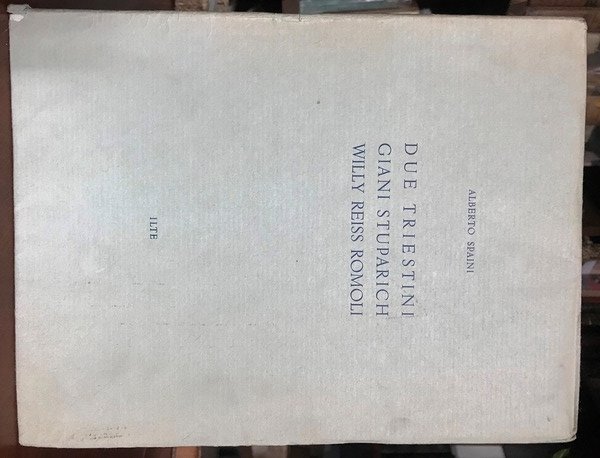 ALBERTO SPAINI
DUE TRIESTINI
GIANI STUPARICH
WILLY REISS ROMOLI
ILTE